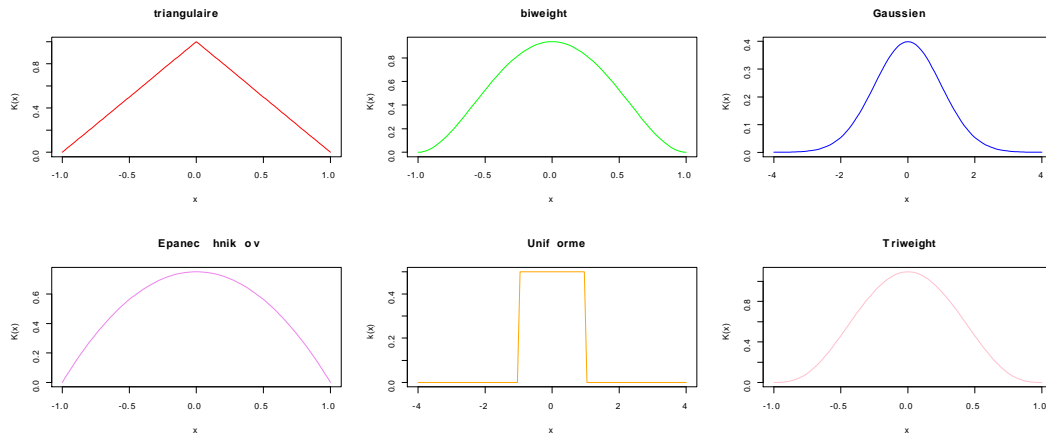 triangulaire
K(x)
0.0 0.4 0.8
-1.0 -0.5 0.0 0.5 1.0
x
biweight
K(x)
0.0 0.2 0.4 0.6 0.8
-1.0 -0.5 0.0 0.5 1.0
x
Gaussien
K(x)
0.0 0.1 0.2 0.3 0.4
-4 -2 0 2 4
x
Epanec hnik ov
K(x)
0.0 0.2 0.4 0.6
-1.0 -0.5 0.0 0.5 1.0
x
Unif orme
k(x)
0.0 0.2 0.4
-4 -2 0 2 4
x
Triweight
K(x)
0.0 0.4 0.8
-1.0 -0.5 0.0 0.5 1.0
x